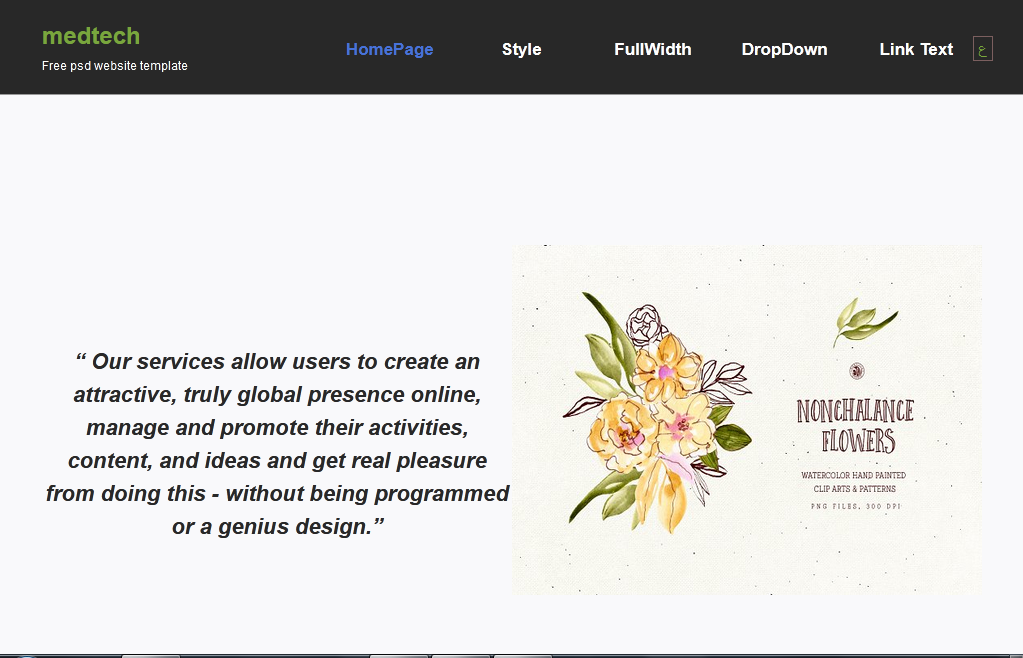 medtech
Free psd website template
HomePage Style FullWidth DropDown Link Text ع
“ Our services allow users to create an
attractive, truly global presence online,
manage and promote their activities,
content, and ideas and get real pleasure
from doing this - without being programmed
or a genius design.”
NONCHALANCE
FLOWERS
WATERCOLOR HAND PAINTED
CLIP ARTS & PATTERNS
PNG FILES, 300 DPI